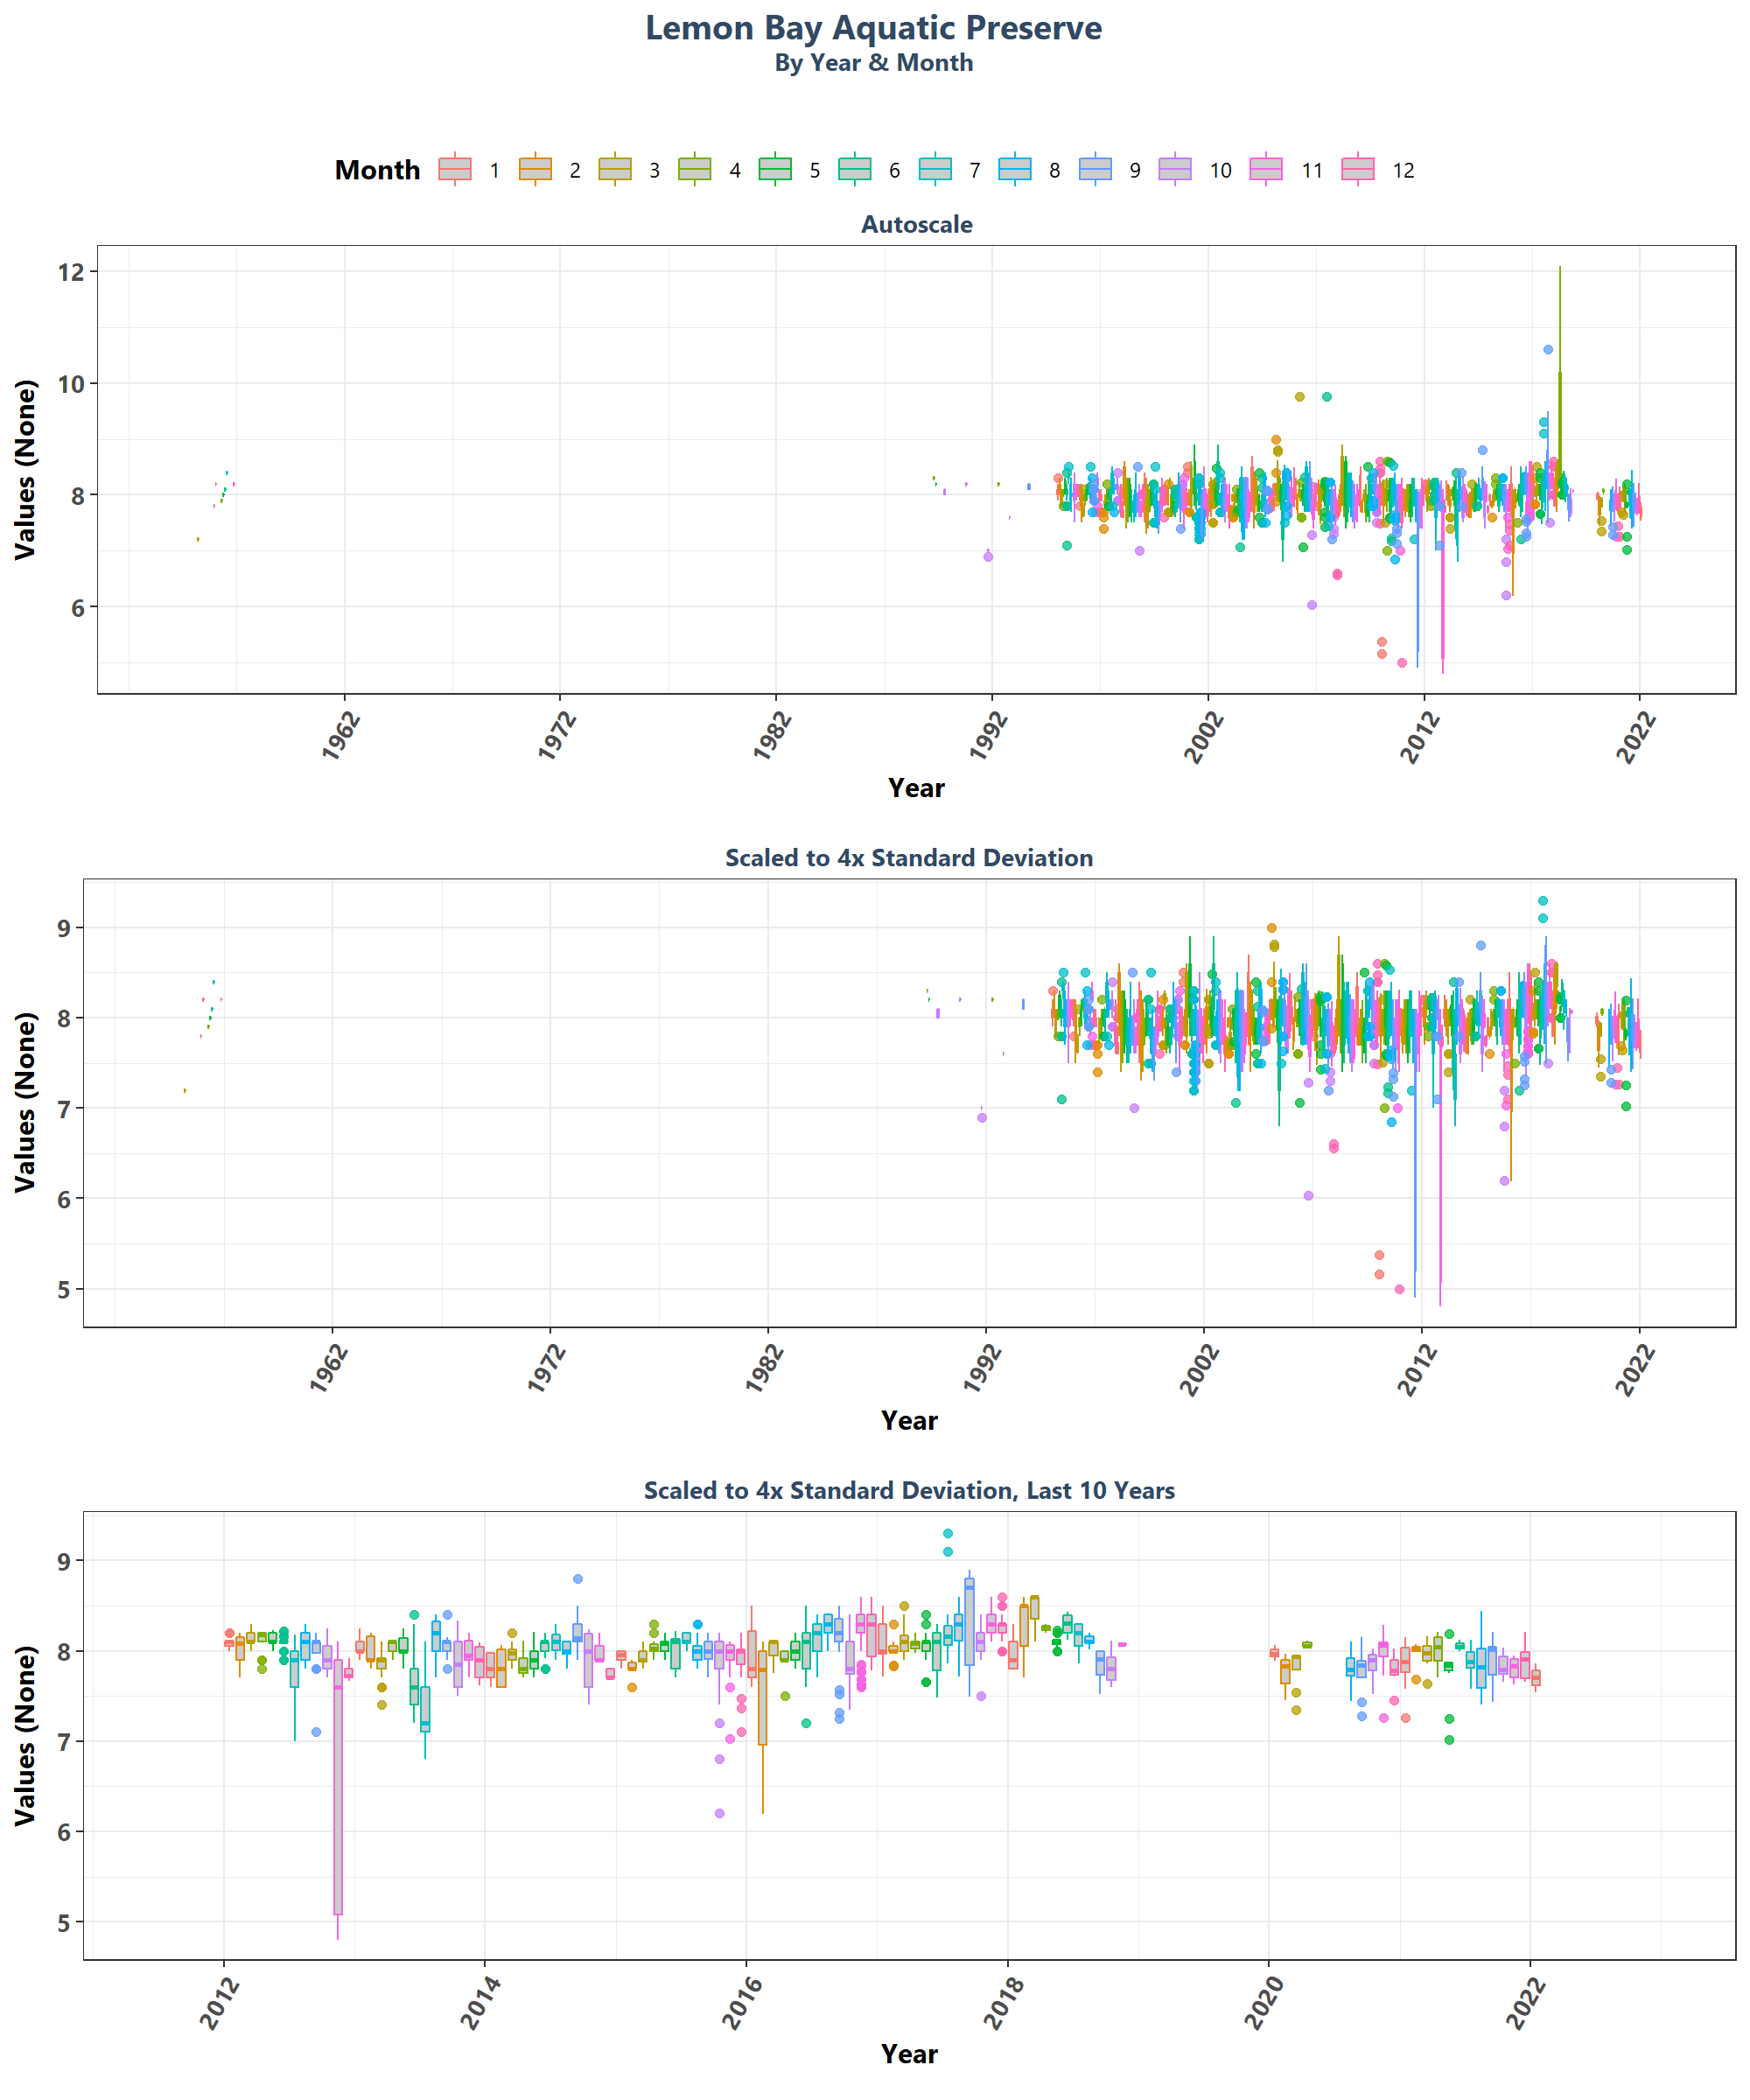 Lemon Bay Aquatic Preserve
By Year & Month
Month 1 2 3 4 5 6 7 8 9 10 11 12
Autoscale
Values (None)
12
10
8
6
1962 1972 1982 1992 2002 2012 2022
Year
Scaled to 4x Standard Deviation
Values (None)
9
8
7
6
5
1962 1972 1982 1992 2002 2012 2022
Year
Scaled to 4x Standard Deviation, Last 10 Years
Values (None)
9
8
7
6
5
2012 2014 2016 2018 2020 2022
Year